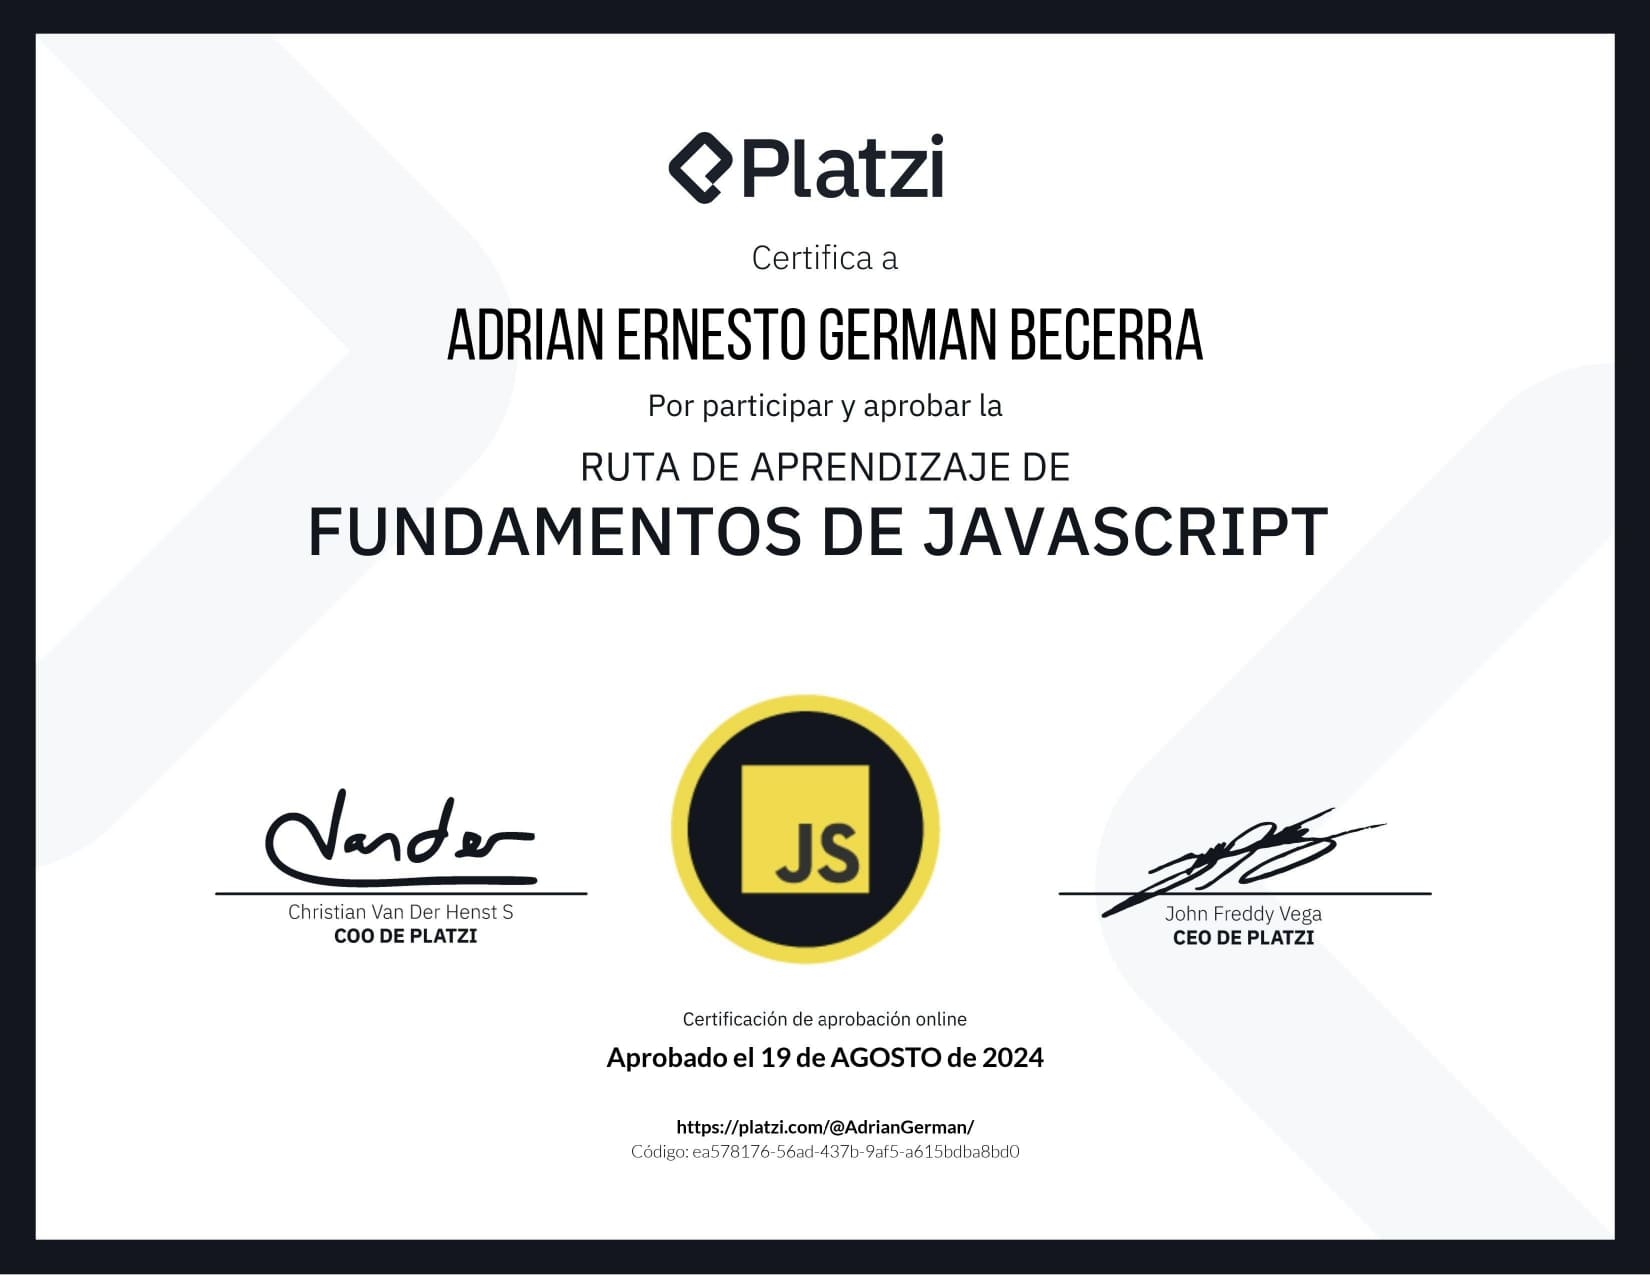 Platzi
Certifica a
ADRIAN ERNESTO GERMAN BECERRA
Por participar y aprobar la
RUTA DE APRENDIZAJE DE
FUNDAMENTOS DE JAVASCRIPT
JS
Vander
Christian Van Der Henst S
COO DE PLATZI
John Freddy Vega
CEO DE PLATZI
Certificación de aprobación online
Aprobado el 19 de AGOSTO de 2024
https://platzi.com/@AdrianGerman/
Código: ea578176-56ad-437b-9af5-a615bdba8bd0